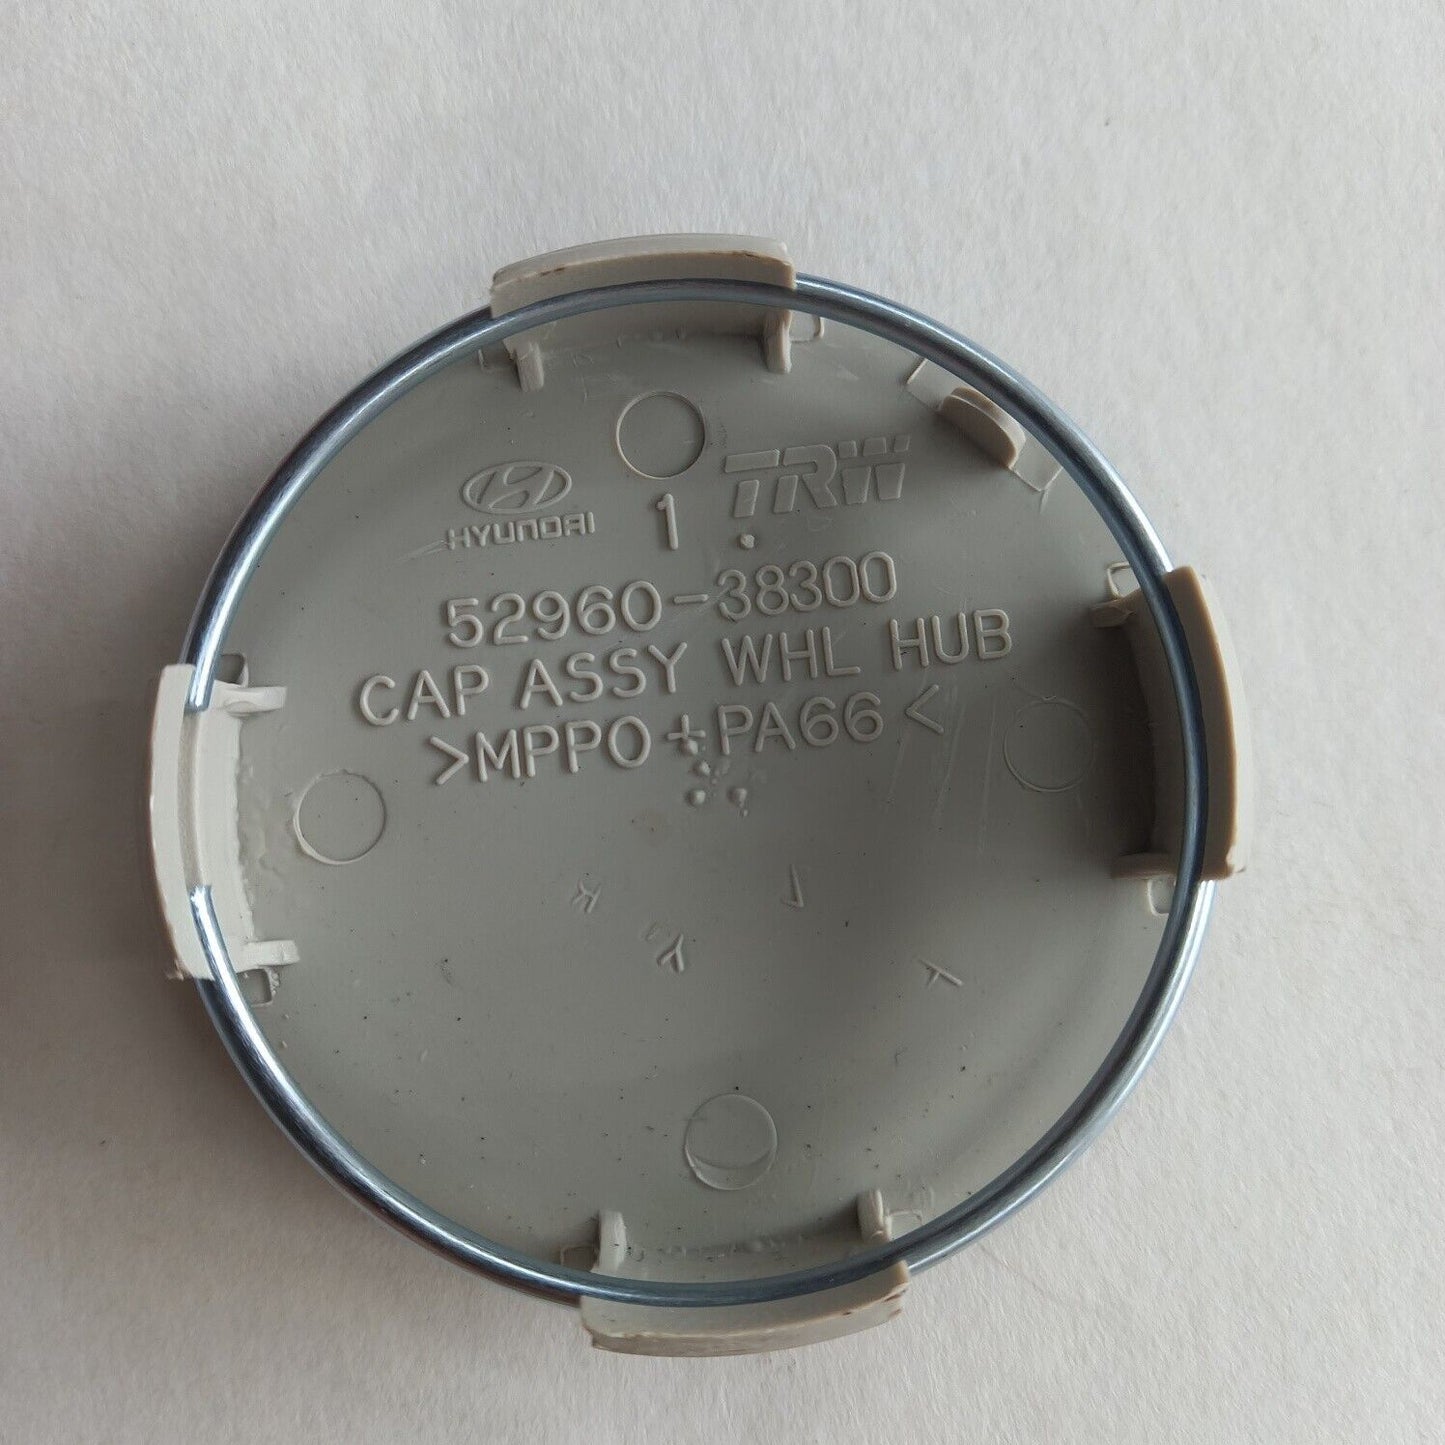 HYUNDAI
1
TRW
52960-38300
CAP ASSY WHL HUB
>MPPO+PA66<